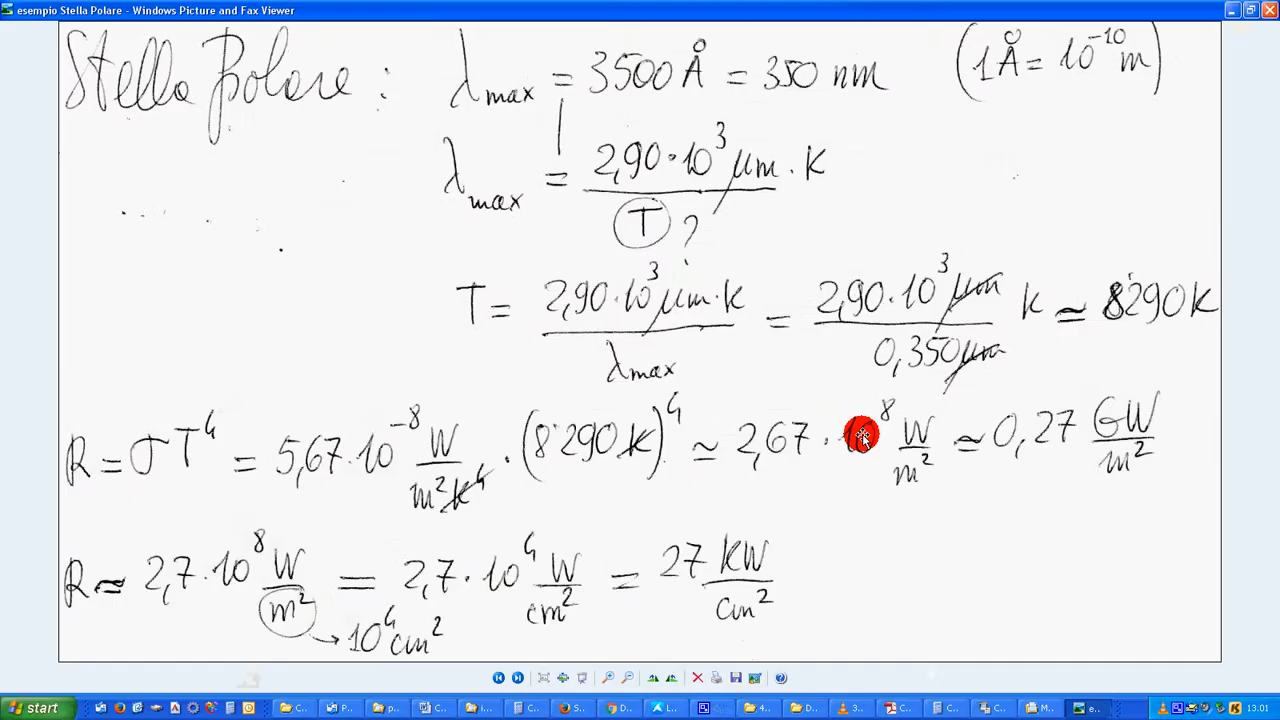 esempio Stella Polare - Windows Picture and Fax Viewer
Stella Polare : λmax = 3500 Å = 350 nm (1Å = 10⁻¹⁰ m)
λmax = 2,90·10³ μm·K / T ?
T = 2,90·10³ μm·K / λmax = 2,90·10³ μm / 0,350 μm K ≃ 8290 K
R = σT⁴ = 5,67·10⁻⁸ W/m²K⁴ · (8290 K)⁴ ≃ 2,67 · 10⁸ W/m² ≃ 0,27 GW/m²
R ≃ 2,7·10⁸ W/m² = 2,7·10⁴ W/cm² = 27 KW/cm²
→ 10⁴ cm²
start 13.01